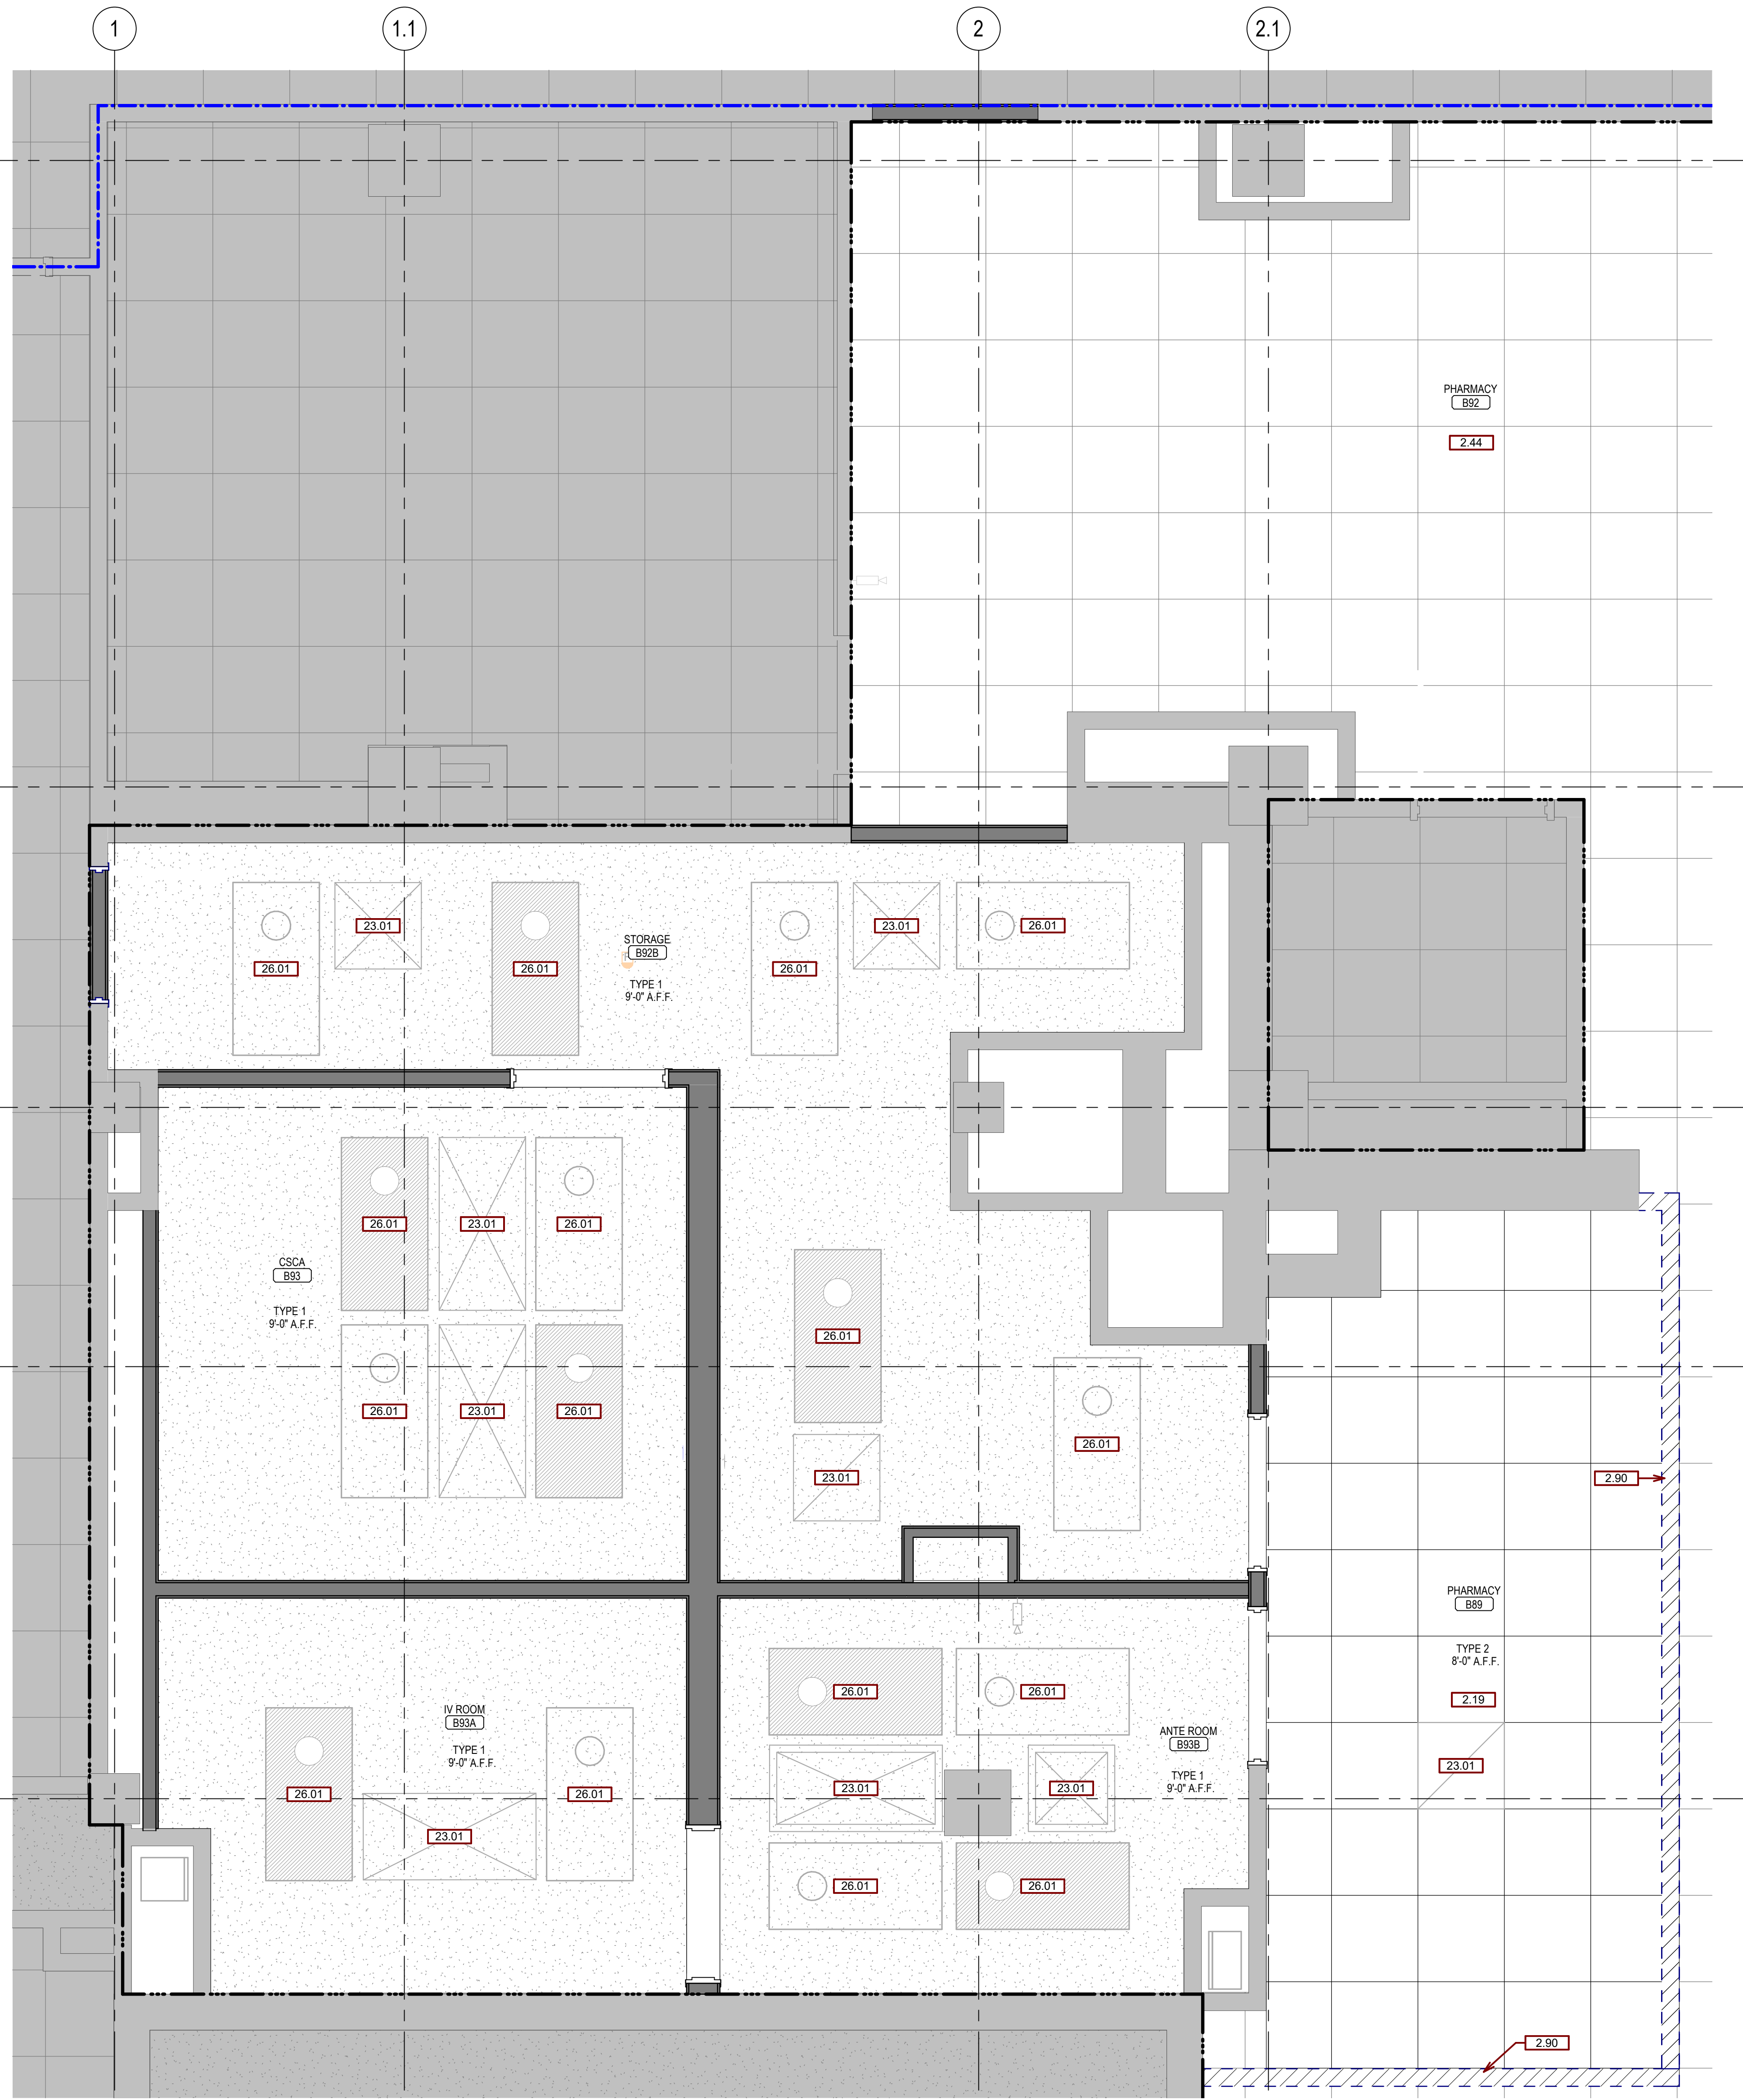 1
1.1
2
2.1
PHARMACY
B92
2.44
23.01
23.01
26.01
STORAGE
B92B
26.01
26.01
26.01
TYPE 1
9'-0" A.F.F.
26.01
23.01
26.01
CSCA
B93
TYPE 1
9'-0" A.F.F.
26.01
26.01
23.01
26.01
26.01
23.01
2.90
PHARMACY
B89
TYPE 2
8'-0" A.F.F.
2.19
23.01
26.01
26.01
IV ROOM
B93A
TYPE 1
9'-0" A.F.F.
ANTE ROOM
B93B
TYPE 1
9'-0" A.F.F.
26.01
26.01
23.01
23.01
23.01
26.01
26.01
2.90